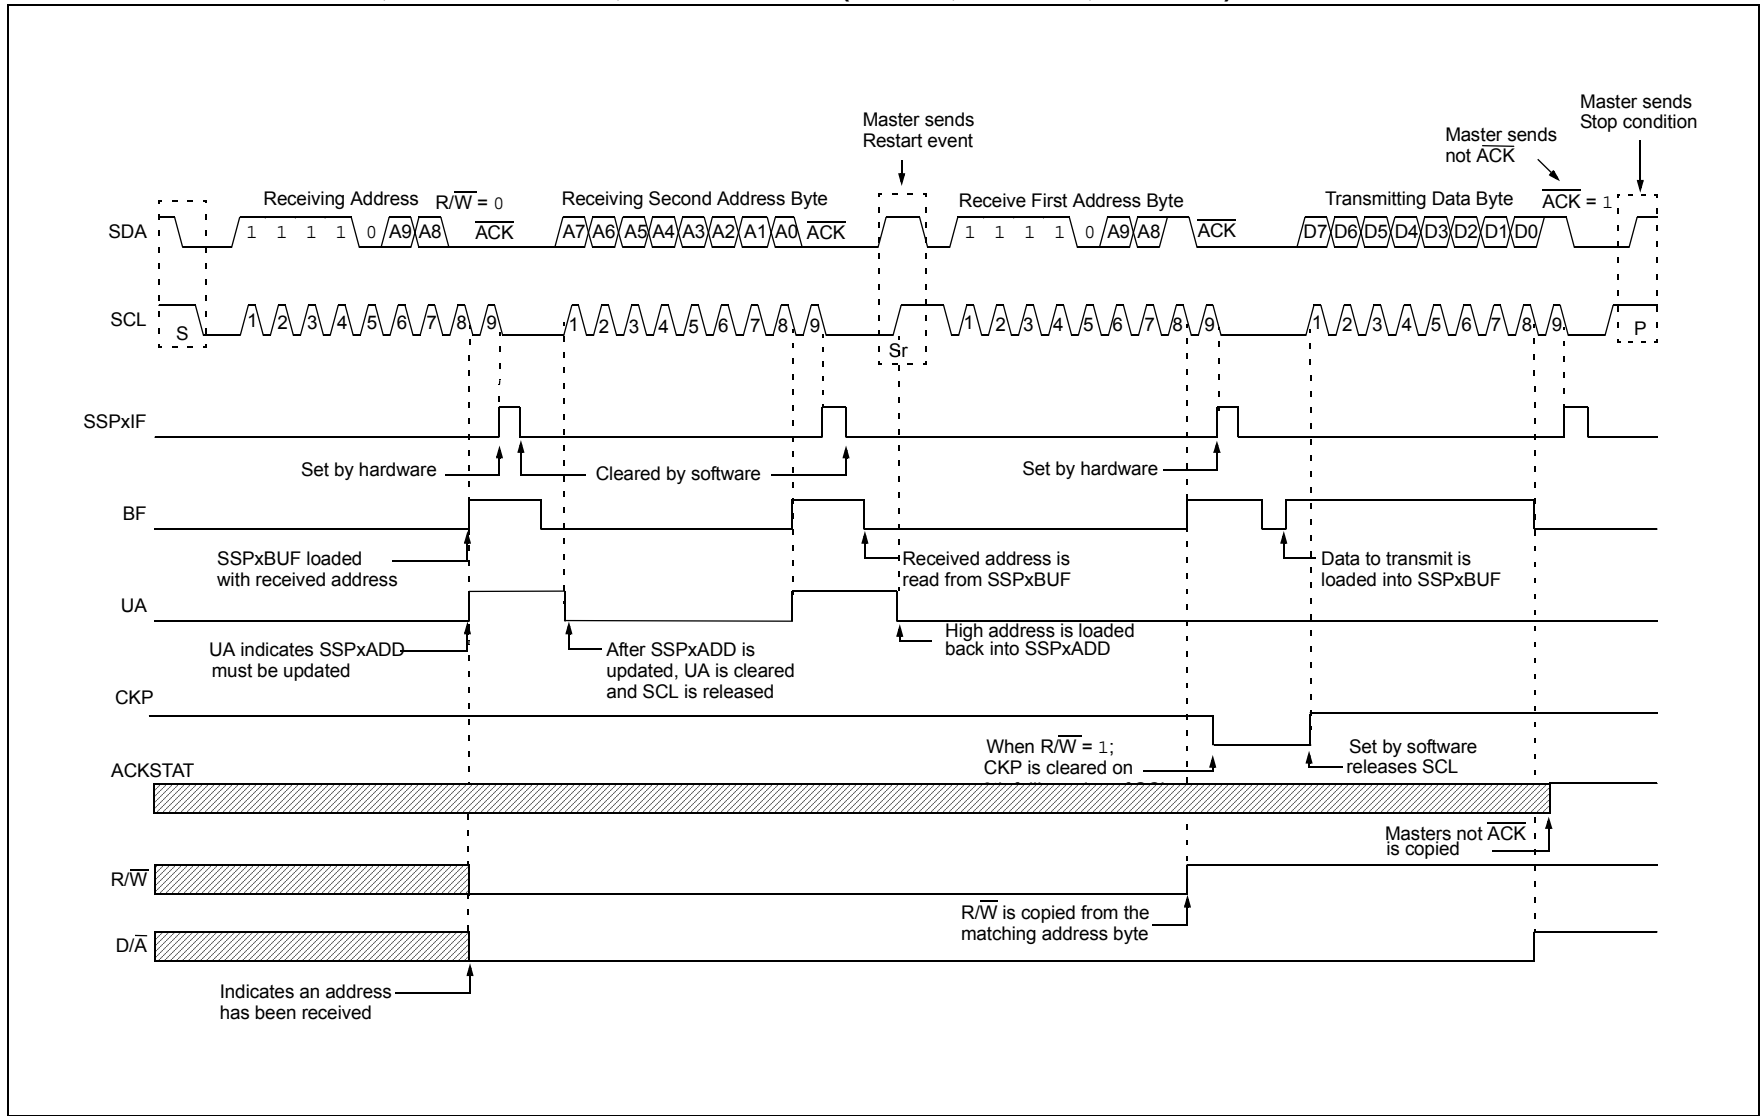 Master sends
Stop condition
Master sends
Restart event
Master sends
not ACK
Receiving Address R/W = 0
Receiving Second Address Byte
Receive First Address Byte
Transmitting Data Byte
ACK = 1
SDA
1 1 1 1 0 A9 A8 ACK
A7 A6 A5 A4 A3 A2 A1 A0 ACK
1 1 1 1 0 A9 A8 ACK
D7 D6 D5 D4 D3 D2 D1 D0
SCL
S
1 2 3 4 5 6 7 8 9
1 2 3 4 5 6 7 8 9
Sr
1 2 3 4 5 6 7 8 9
1 2 3 4 5 6 7 8 9
P
SSPxIF
Set by hardware
Cleared by software
Set by hardware
BF
SSPxBUF loaded
with received address
Received address is
read from SSPxBUF
Data to transmit is
loaded into SSPxBUF
UA
UA indicates SSPxADD
must be updated
After SSPxADD is
updated, UA is cleared
and SCL is released
High address is loaded
back into SSPxADD
CKP
When R/W = 1;
CKP is cleared on
Set by software
releases SCL
ACKSTAT
Masters not ACK
is copied
R/W
R/W is copied from the
matching address byte
D/A
Indicates an address
has been received